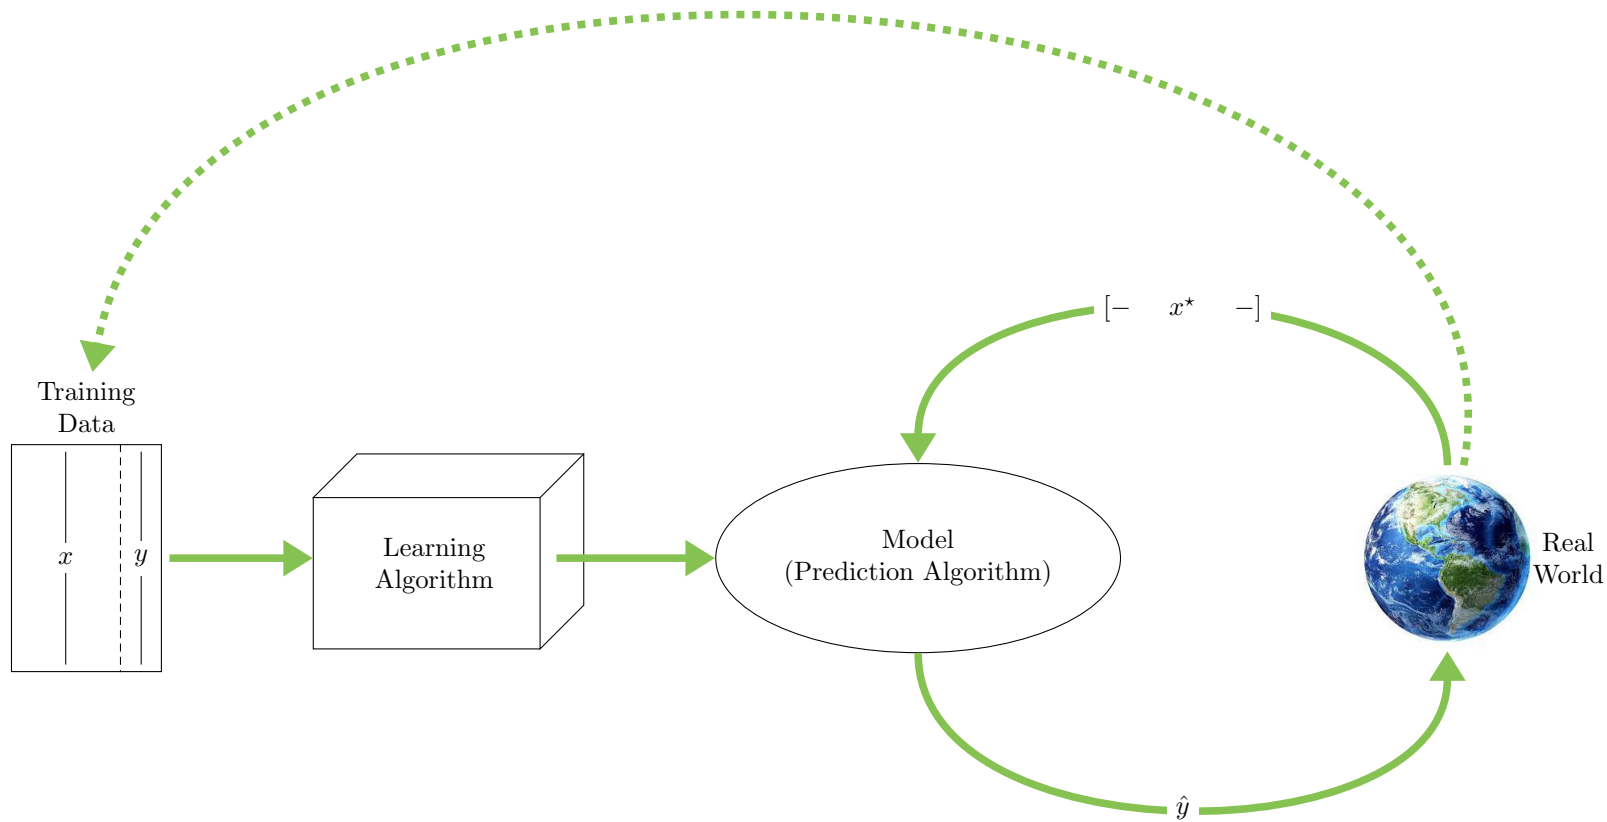 [− x⋆ −]
Training
Data
x
y
Learning
Algorithm
Model
(Prediction Algorithm)
Real
World
ŷ